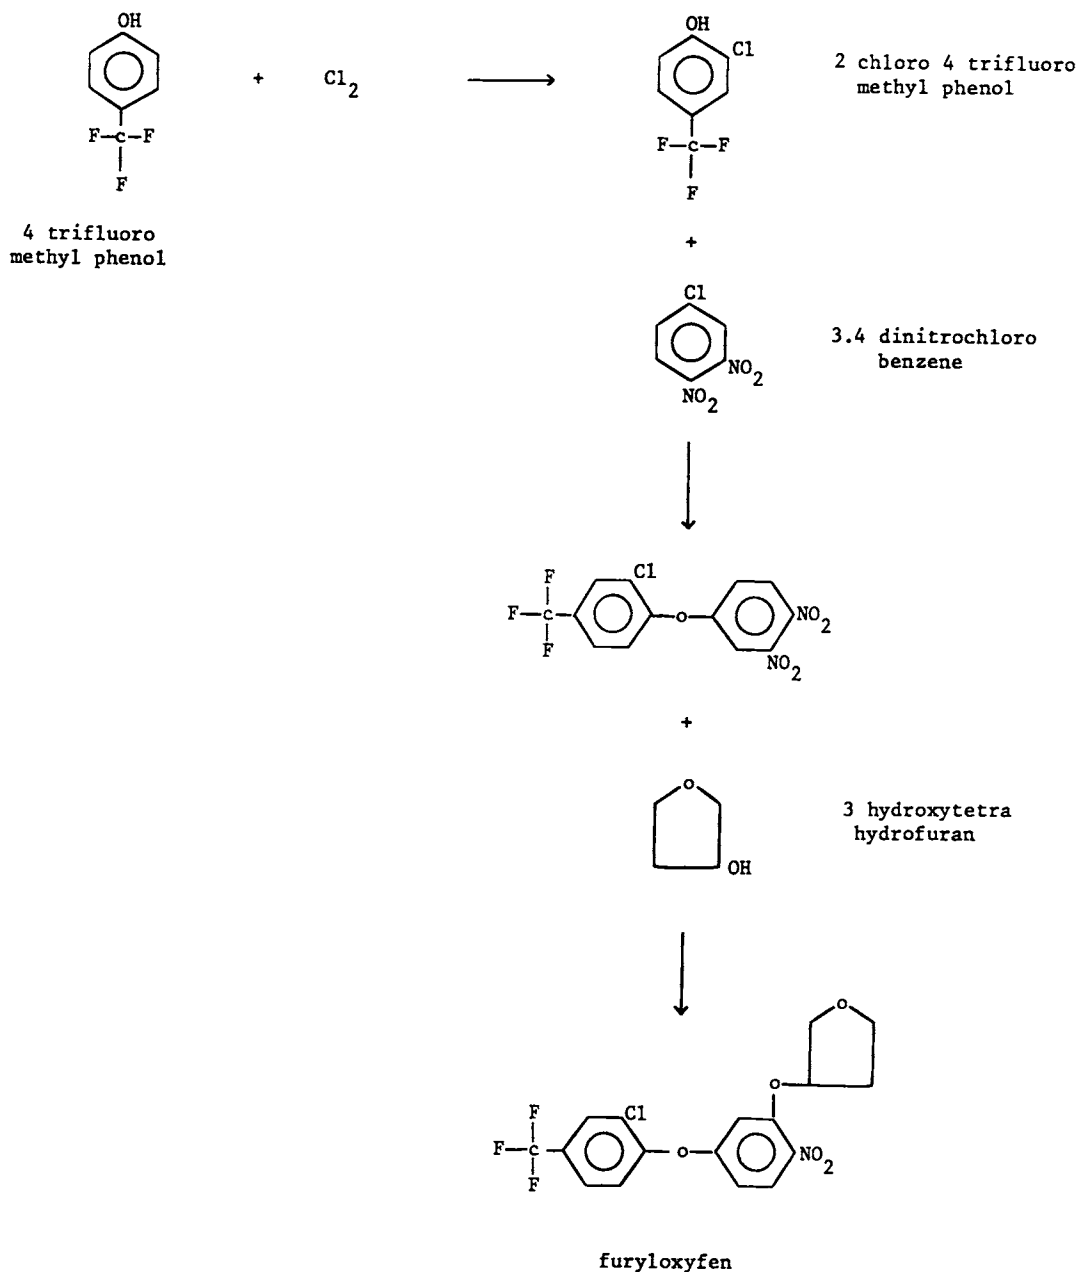 OH
+ Cl2
F-C-F
F
4 trifluoro
methyl phenol
OH
Cl
F-C-F
F
2 chloro 4 trifluoro
methyl phenol
+
Cl
NO2
NO2
3.4 dinitrochloro
benzene
F
F-C
F
Cl
O
NO2
NO2
+
O
OH
3 hydroxytetra
hydrofuran
O
O
F
F-C
F
Cl
O
NO2
furyloxyfen